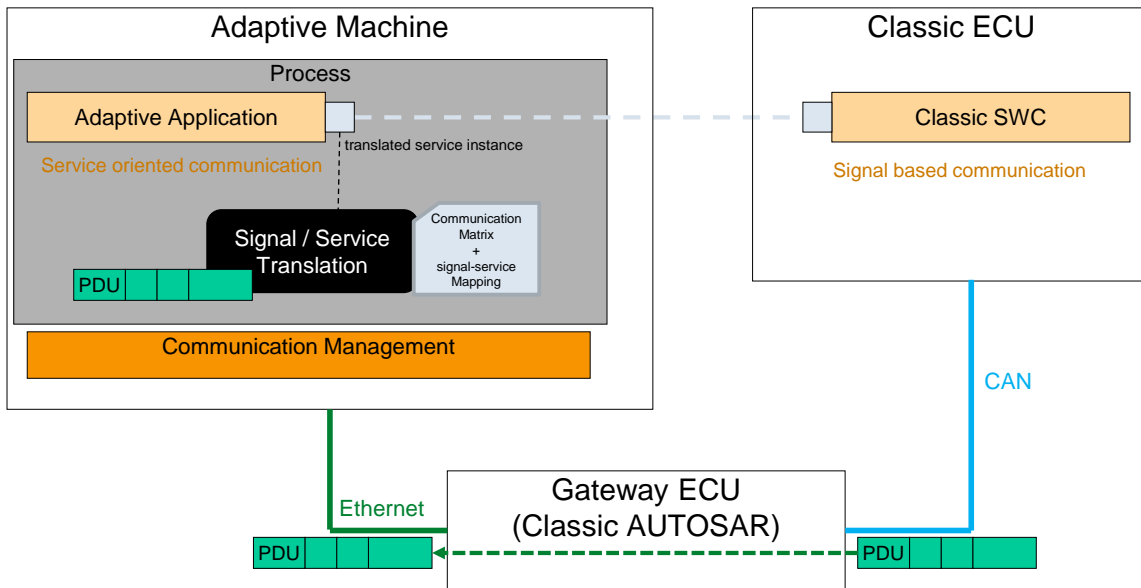 Adaptive Machine
Process
Adaptive Application
translated service instance
Service oriented communication
Signal / Service
Translation
Communication
Matrix
+
signal-service
Mapping
PDU
Communication Management
Classic ECU
Classic SWC
Signal based communication
CAN
Ethernet
Gateway ECU
(Classic AUTOSAR)
PDU
PDU